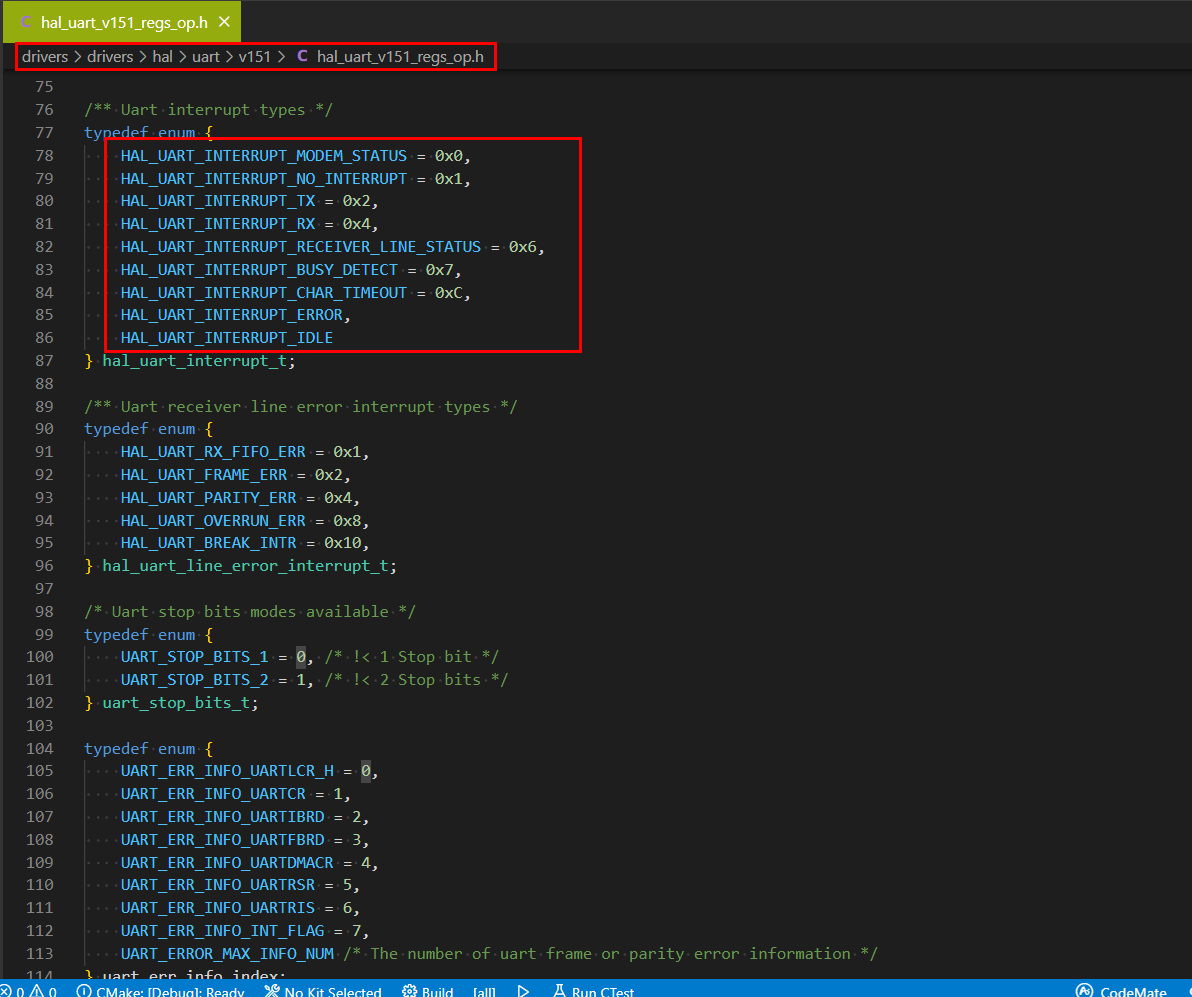 C hal_uart_v151_regs_op.h ×
drivers > drivers > hal > uart > v151 > C hal_uart_v151_regs_op.h
75
76 /** Uart interrupt types */
77 typedef enum {
78 HAL_UART_INTERRUPT_MODEM_STATUS = 0x0,
79 HAL_UART_INTERRUPT_NO_INTERRUPT = 0x1,
80 HAL_UART_INTERRUPT_TX = 0x2,
81 HAL_UART_INTERRUPT_RX = 0x4,
82 HAL_UART_INTERRUPT_RECEIVER_LINE_STATUS = 0x6,
83 HAL_UART_INTERRUPT_BUSY_DETECT = 0x7,
84 HAL_UART_INTERRUPT_CHAR_TIMEOUT = 0xC,
85 HAL_UART_INTERRUPT_ERROR,
86 HAL_UART_INTERRUPT_IDLE
87 } hal_uart_interrupt_t;
88
89 /** Uart receiver line error interrupt types */
90 typedef enum {
91 HAL_UART_RX_FIFO_ERR = 0x1,
92 HAL_UART_FRAME_ERR = 0x2,
93 HAL_UART_PARITY_ERR = 0x4,
94 HAL_UART_OVERRUN_ERR = 0x8,
95 HAL_UART_BREAK_INTR = 0x10,
96 } hal_uart_line_error_interrupt_t;
97
98 /* Uart stop bits modes available */
99 typedef enum {
100 UART_STOP_BITS_1 = 0, /* !< 1 Stop bit */
101 UART_STOP_BITS_2 = 1, /* !< 2 Stop bits */
102 } uart_stop_bits_t;
103
104 typedef enum {
105 UART_ERR_INFO_UARTLCR_H = 0,
106 UART_ERR_INFO_UARTCR = 1,
107 UART_ERR_INFO_UARTIBRD = 2,
108 UART_ERR_INFO_UARTFBRD = 3,
109 UART_ERR_INFO_UARTDMACR = 4,
110 UART_ERR_INFO_UARTRSR = 5,
111 UART_ERR_INFO_UARTRIS = 6,
112 UART_ERR_INFO_INT_FLAG = 7,
113 UART_ERROR_MAX_INFO_NUM /* The number of uart frame or parity error information */
114 } uart_err_info_index;
0 0 CMake: [Debug]: Ready No Kit Selected Build [all] Run CTest CodeMate